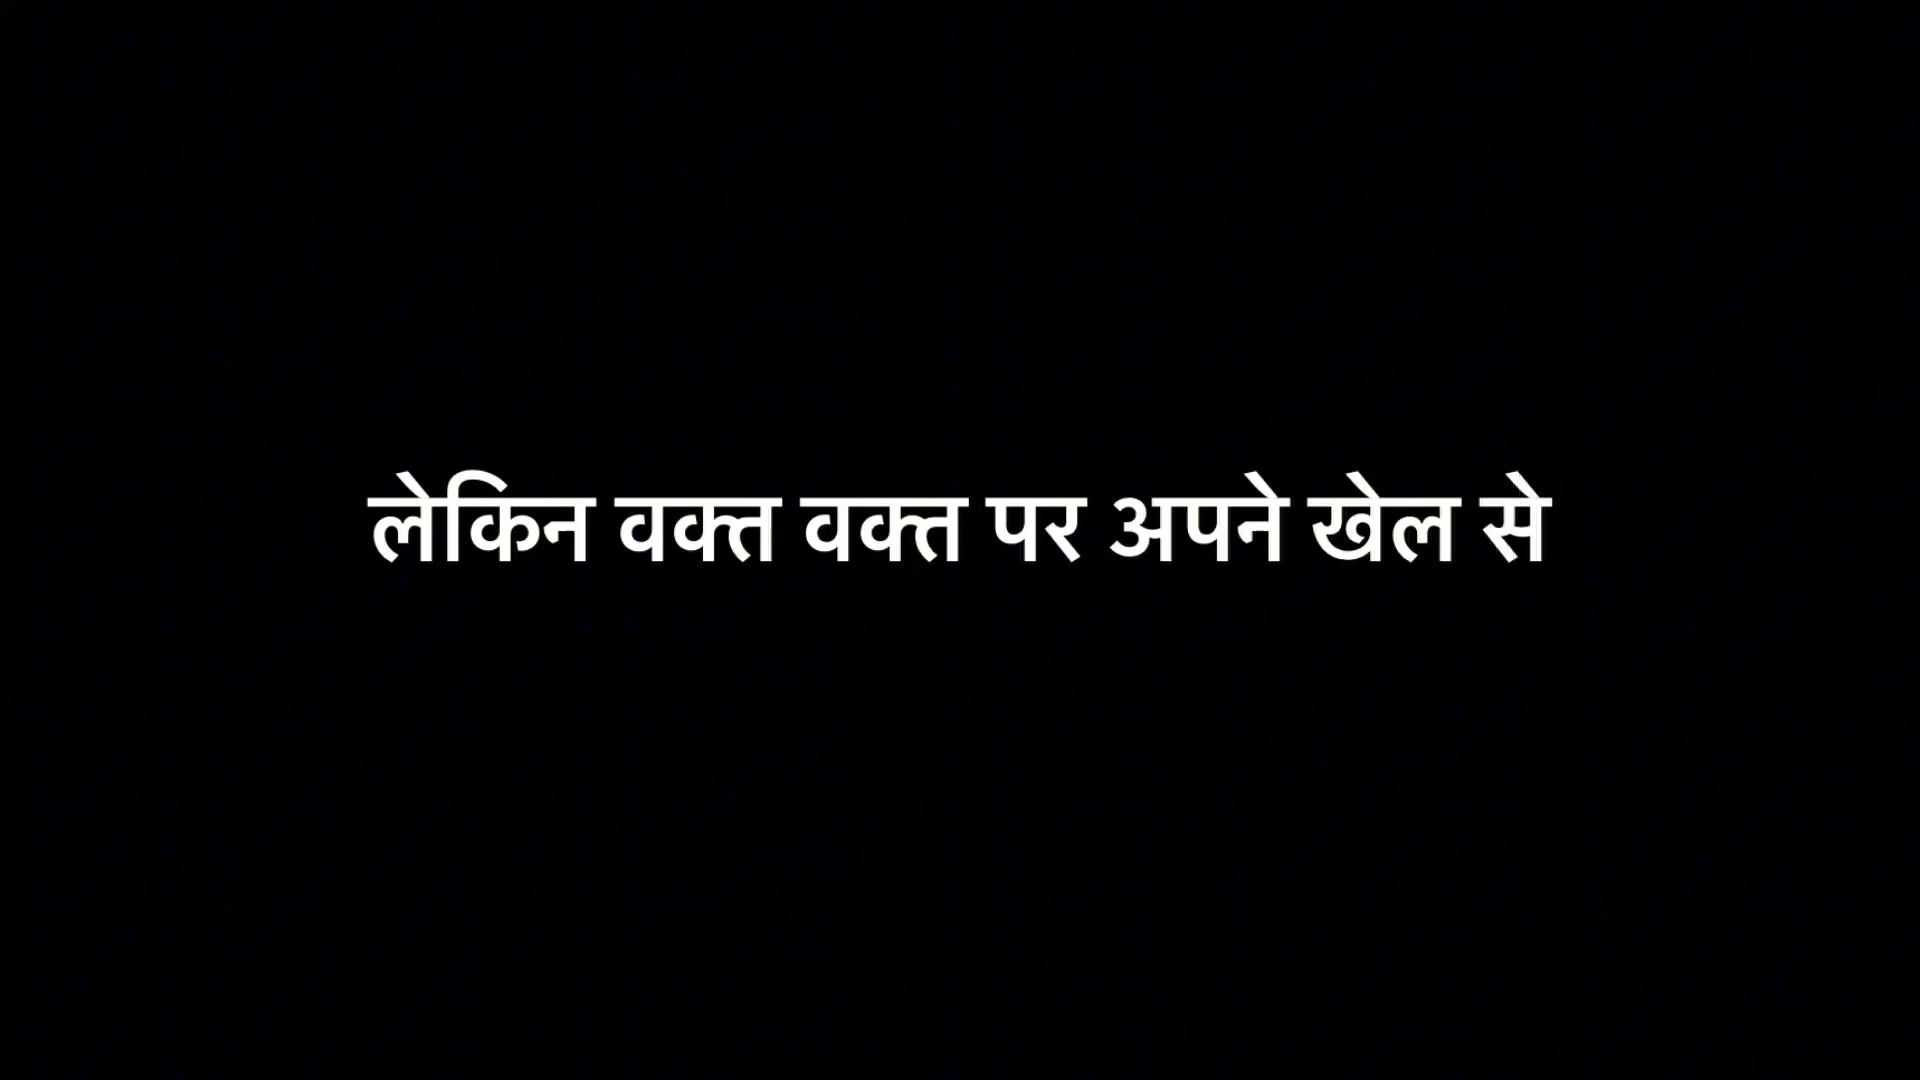 लेकिन वक्त वक्त पर अपने खेल से